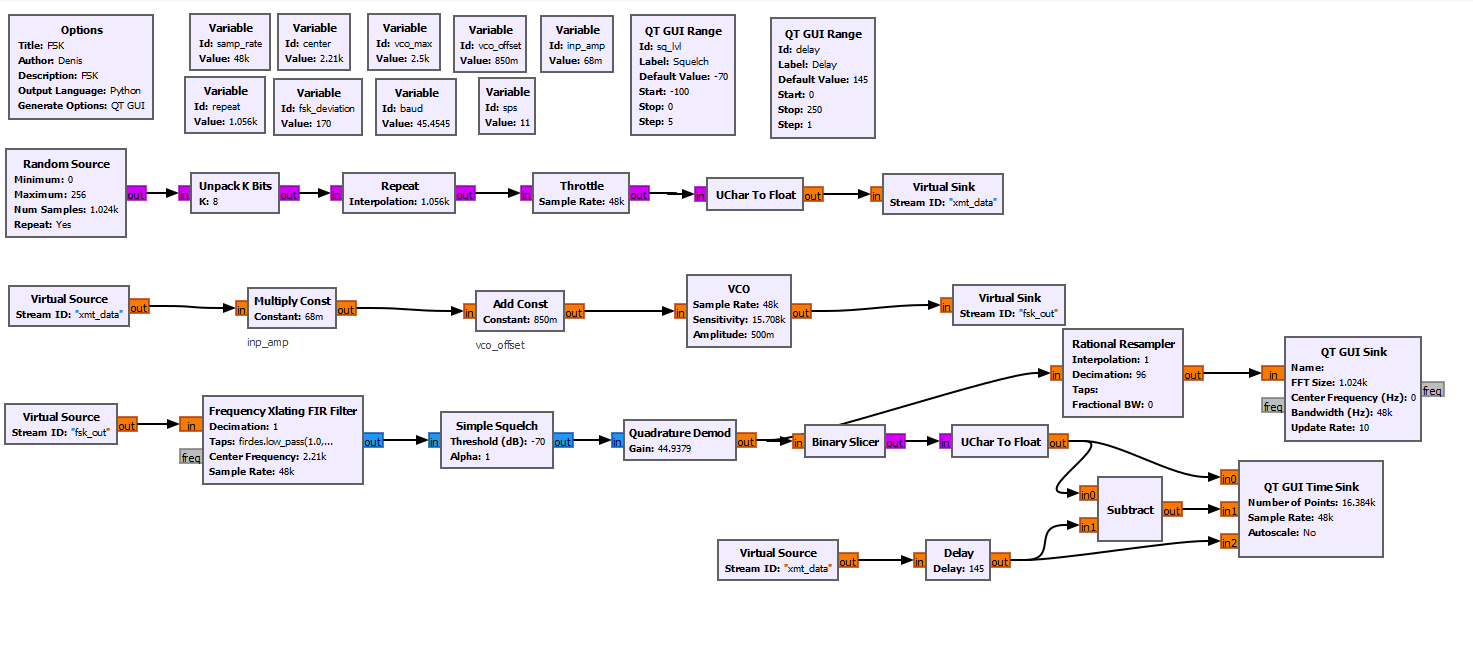 Options
Title: FSK
Author: Denis
Description: FSK
Output Language: Python
Generate Options: QT GUI
Variable
Id: samp_rate
Value: 48k
Variable
Id: center
Value: 2.21k
Variable
Id: vco_max
Value: 2.5k
Variable
Id: vco_offset
Value: 850m
Variable
Id: inp_amp
Value: 68m
QT GUI Range
Id: sq_lvl
Label: Squelch
Default Value: -70
Start: -100
Stop: 0
Step: 5
QT GUI Range
Id: delay
Label: Delay
Default Value: 145
Start: 0
Stop: 250
Step: 1
Variable
Id: repeat
Value: 1.056k
Variable
Id: fsk_deviation
Value: 170
Variable
Id: baud
Value: 45.4545
Variable
Id: sps
Value: 11
Random Source
Minimum: 0
Maximum: 256
Num Samples: 1.024k
Repeat: Yes
out
in
Unpack K Bits
K: 8
out
in
Repeat
Interpolation: 1.056k
out
in
Throttle
Sample Rate: 48k
out
in
UChar To Float
out
in
Virtual Sink
Stream ID: "xmt_data"
Virtual Source
Stream ID: "xmt_data"
out
in
Multiply Const
Constant: 68m
out
inp_amp
in
Add Const
Constant: 850m
out
vco_offset
in
VCO
Sample Rate: 48k
Sensitivity: 15.708k
Amplitude: 500m
out
in
Virtual Sink
Stream ID: "fsk_out"
in
Rational Resampler
Interpolation: 1
Decimation: 96
Taps:
Fractional BW: 0
out
in
freq
QT GUI Sink
Name:
FFT Size: 1.024k
Center Frequency (Hz): 0
Bandwidth (Hz): 48k
Update Rate: 10
freq
Virtual Source
Stream ID: "fsk_out"
out
in
freq
Frequency Xlating FIR Filter
Decimation: 1
Taps: firdes.low_pass(1.0,...
Center Frequency: 2.21k
Sample Rate: 48k
out
in
Simple Squelch
Threshold (dB): -70
Alpha: 1
out
in
Quadrature Demod
Gain: 44.9379
out
in
Binary Slicer
out
in
UChar To Float
out
in0
in1
Subtract
out
in0
in1
in2
QT GUI Time Sink
Number of Points: 16.384k
Sample Rate: 48k
Autoscale: No
Virtual Source
Stream ID: "xmt_data"
out
in
Delay
Delay: 145
out